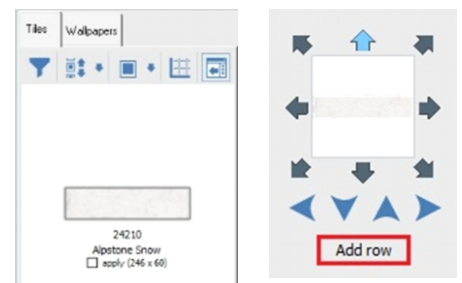 Tiles Wallpapers
24210
Alpstone Snow
apply (246 x 60)
Add row